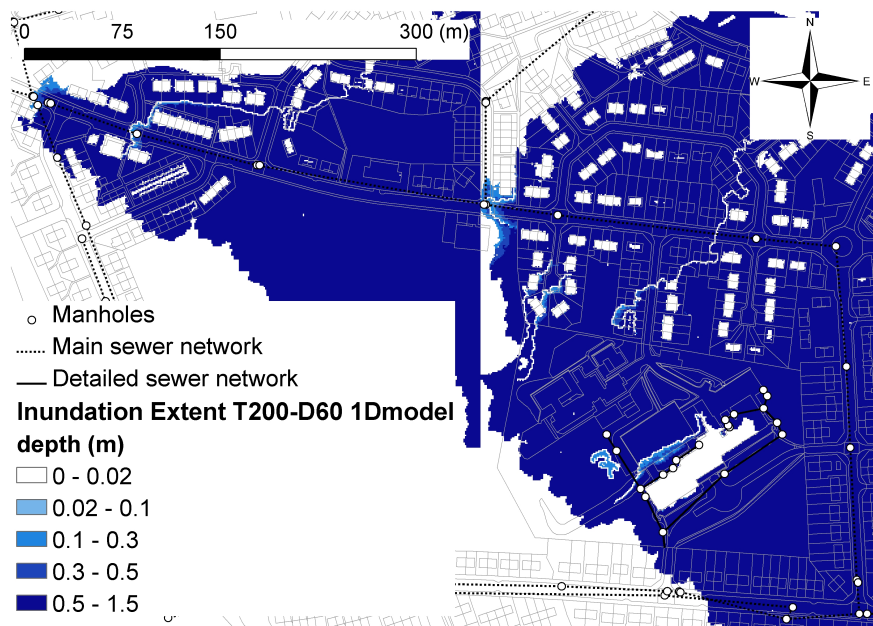 0 75 150 300 (m)
N
W E
S
Manholes
Main sewer network
Detailed sewer network
Inundation Extent T200-D60 1Dmodel
depth (m)
0 - 0.02
0.02 - 0.1
0.1 - 0.3
0.3 - 0.5
0.5 - 1.5